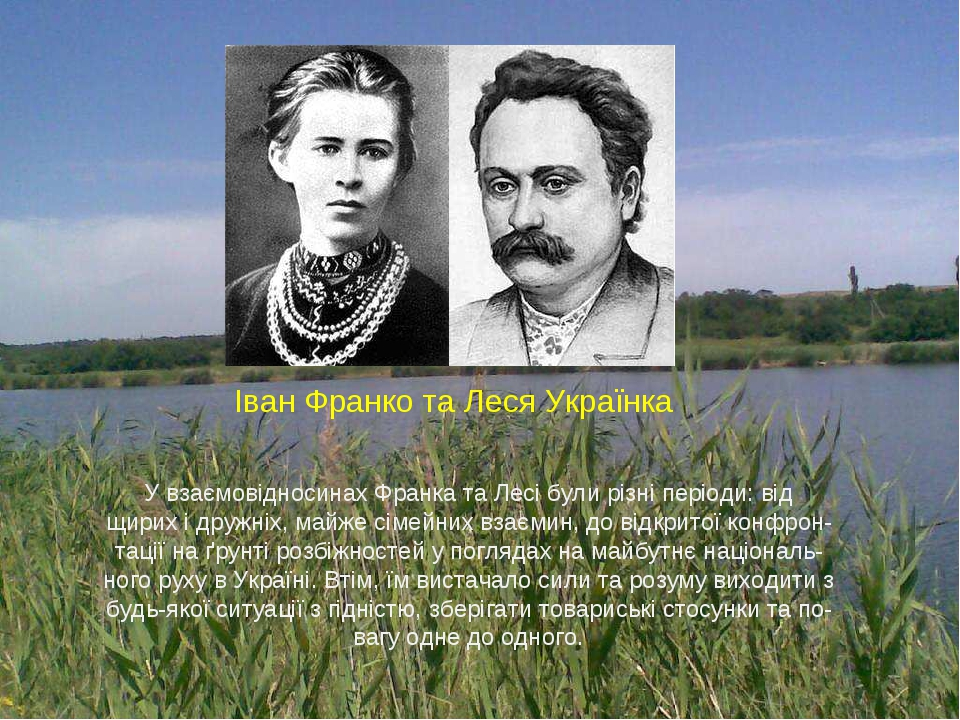 Іван Франко та Леся Українка
У взаємовідносинах Франка та Лесі були різні періоди: від
щирих і дружніх, майже сімейних взаємин, до відкритої конфрон-
тації на ґрунті розбіжностей у поглядах на майбутнє національ-
ного руху в Україні. Втім, їм вистачало сили та розуму виходити з
будь-якої ситуації з гідністю, зберігати товариські стосунки та по-
вагу одне до одного.